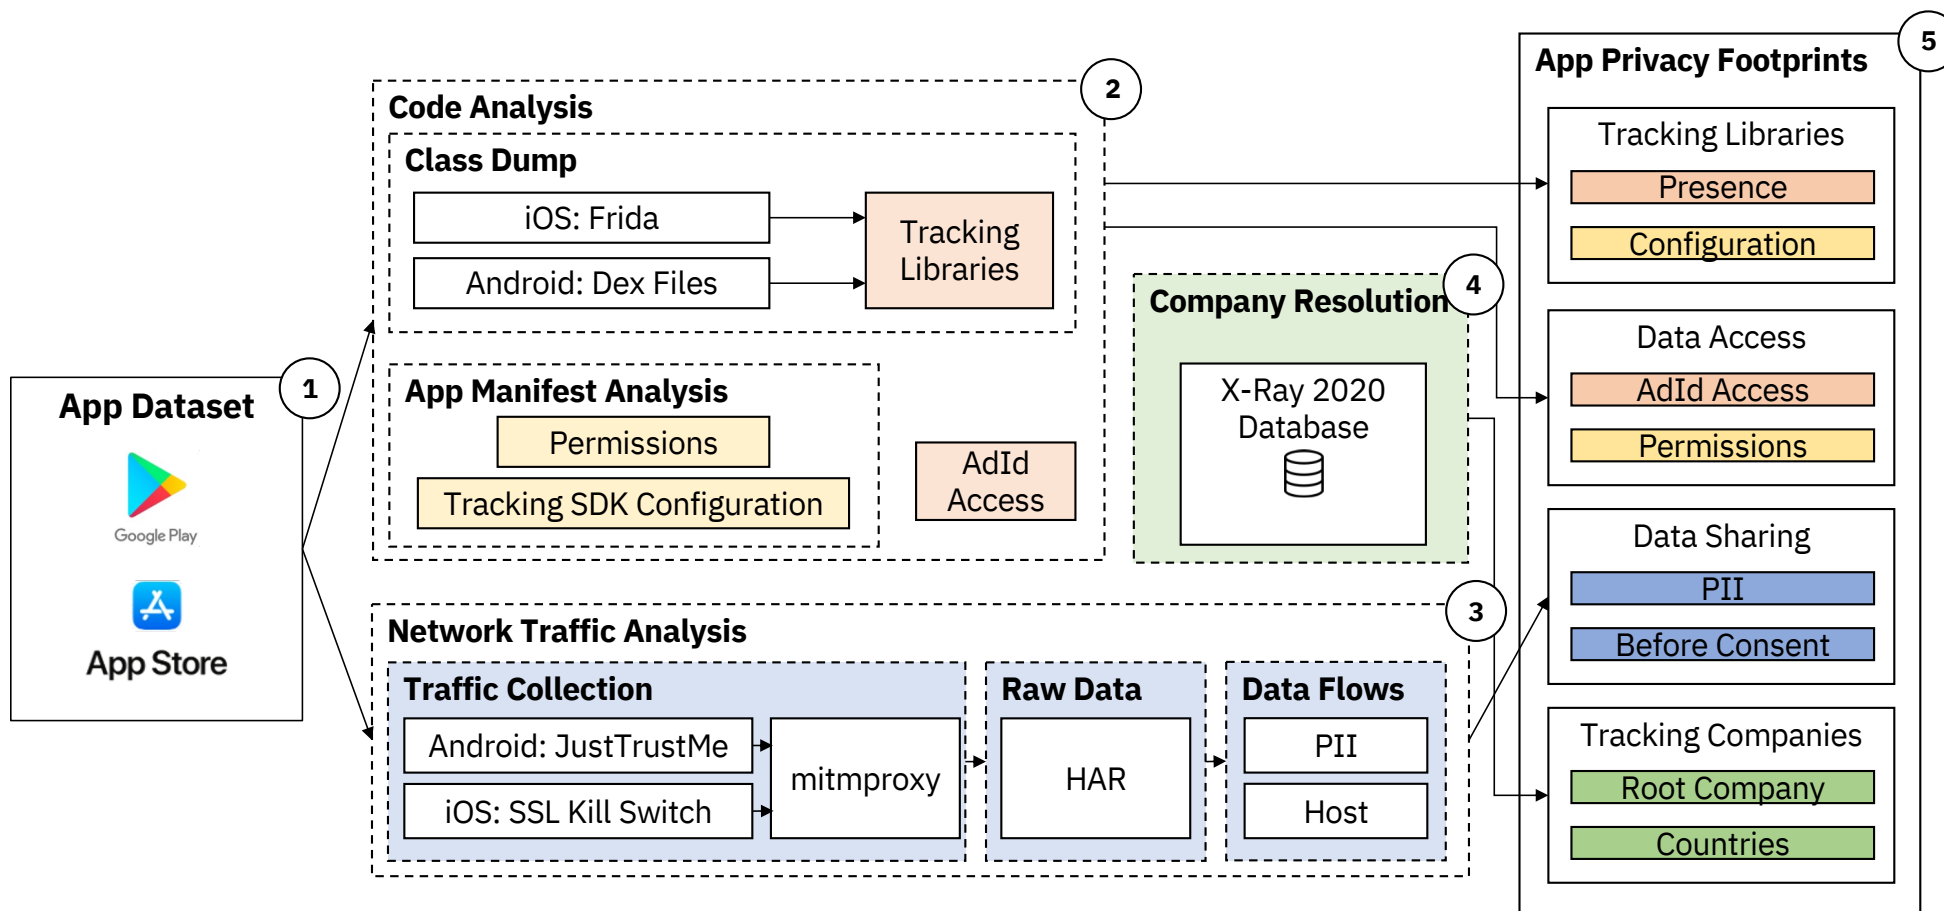 1
App Dataset
Google Play
App Store
2
Code Analysis
Class Dump
iOS: Frida
Android: Dex Files
Tracking
Libraries
App Manifest Analysis
Permissions
Tracking SDK Configuration
AdId
Access
3
Network Traffic Analysis
Traffic Collection
Android: JustTrustMe
iOS: SSL Kill Switch
mitmproxy
Raw Data
HAR
Data Flows
PII
Host
4
Company Resolution
X-Ray 2020
Database
5
App Privacy Footprints
Tracking Libraries
Presence
Configuration
Data Access
AdId Access
Permissions
Data Sharing
PII
Before Consent
Tracking Companies
Root Company
Countries